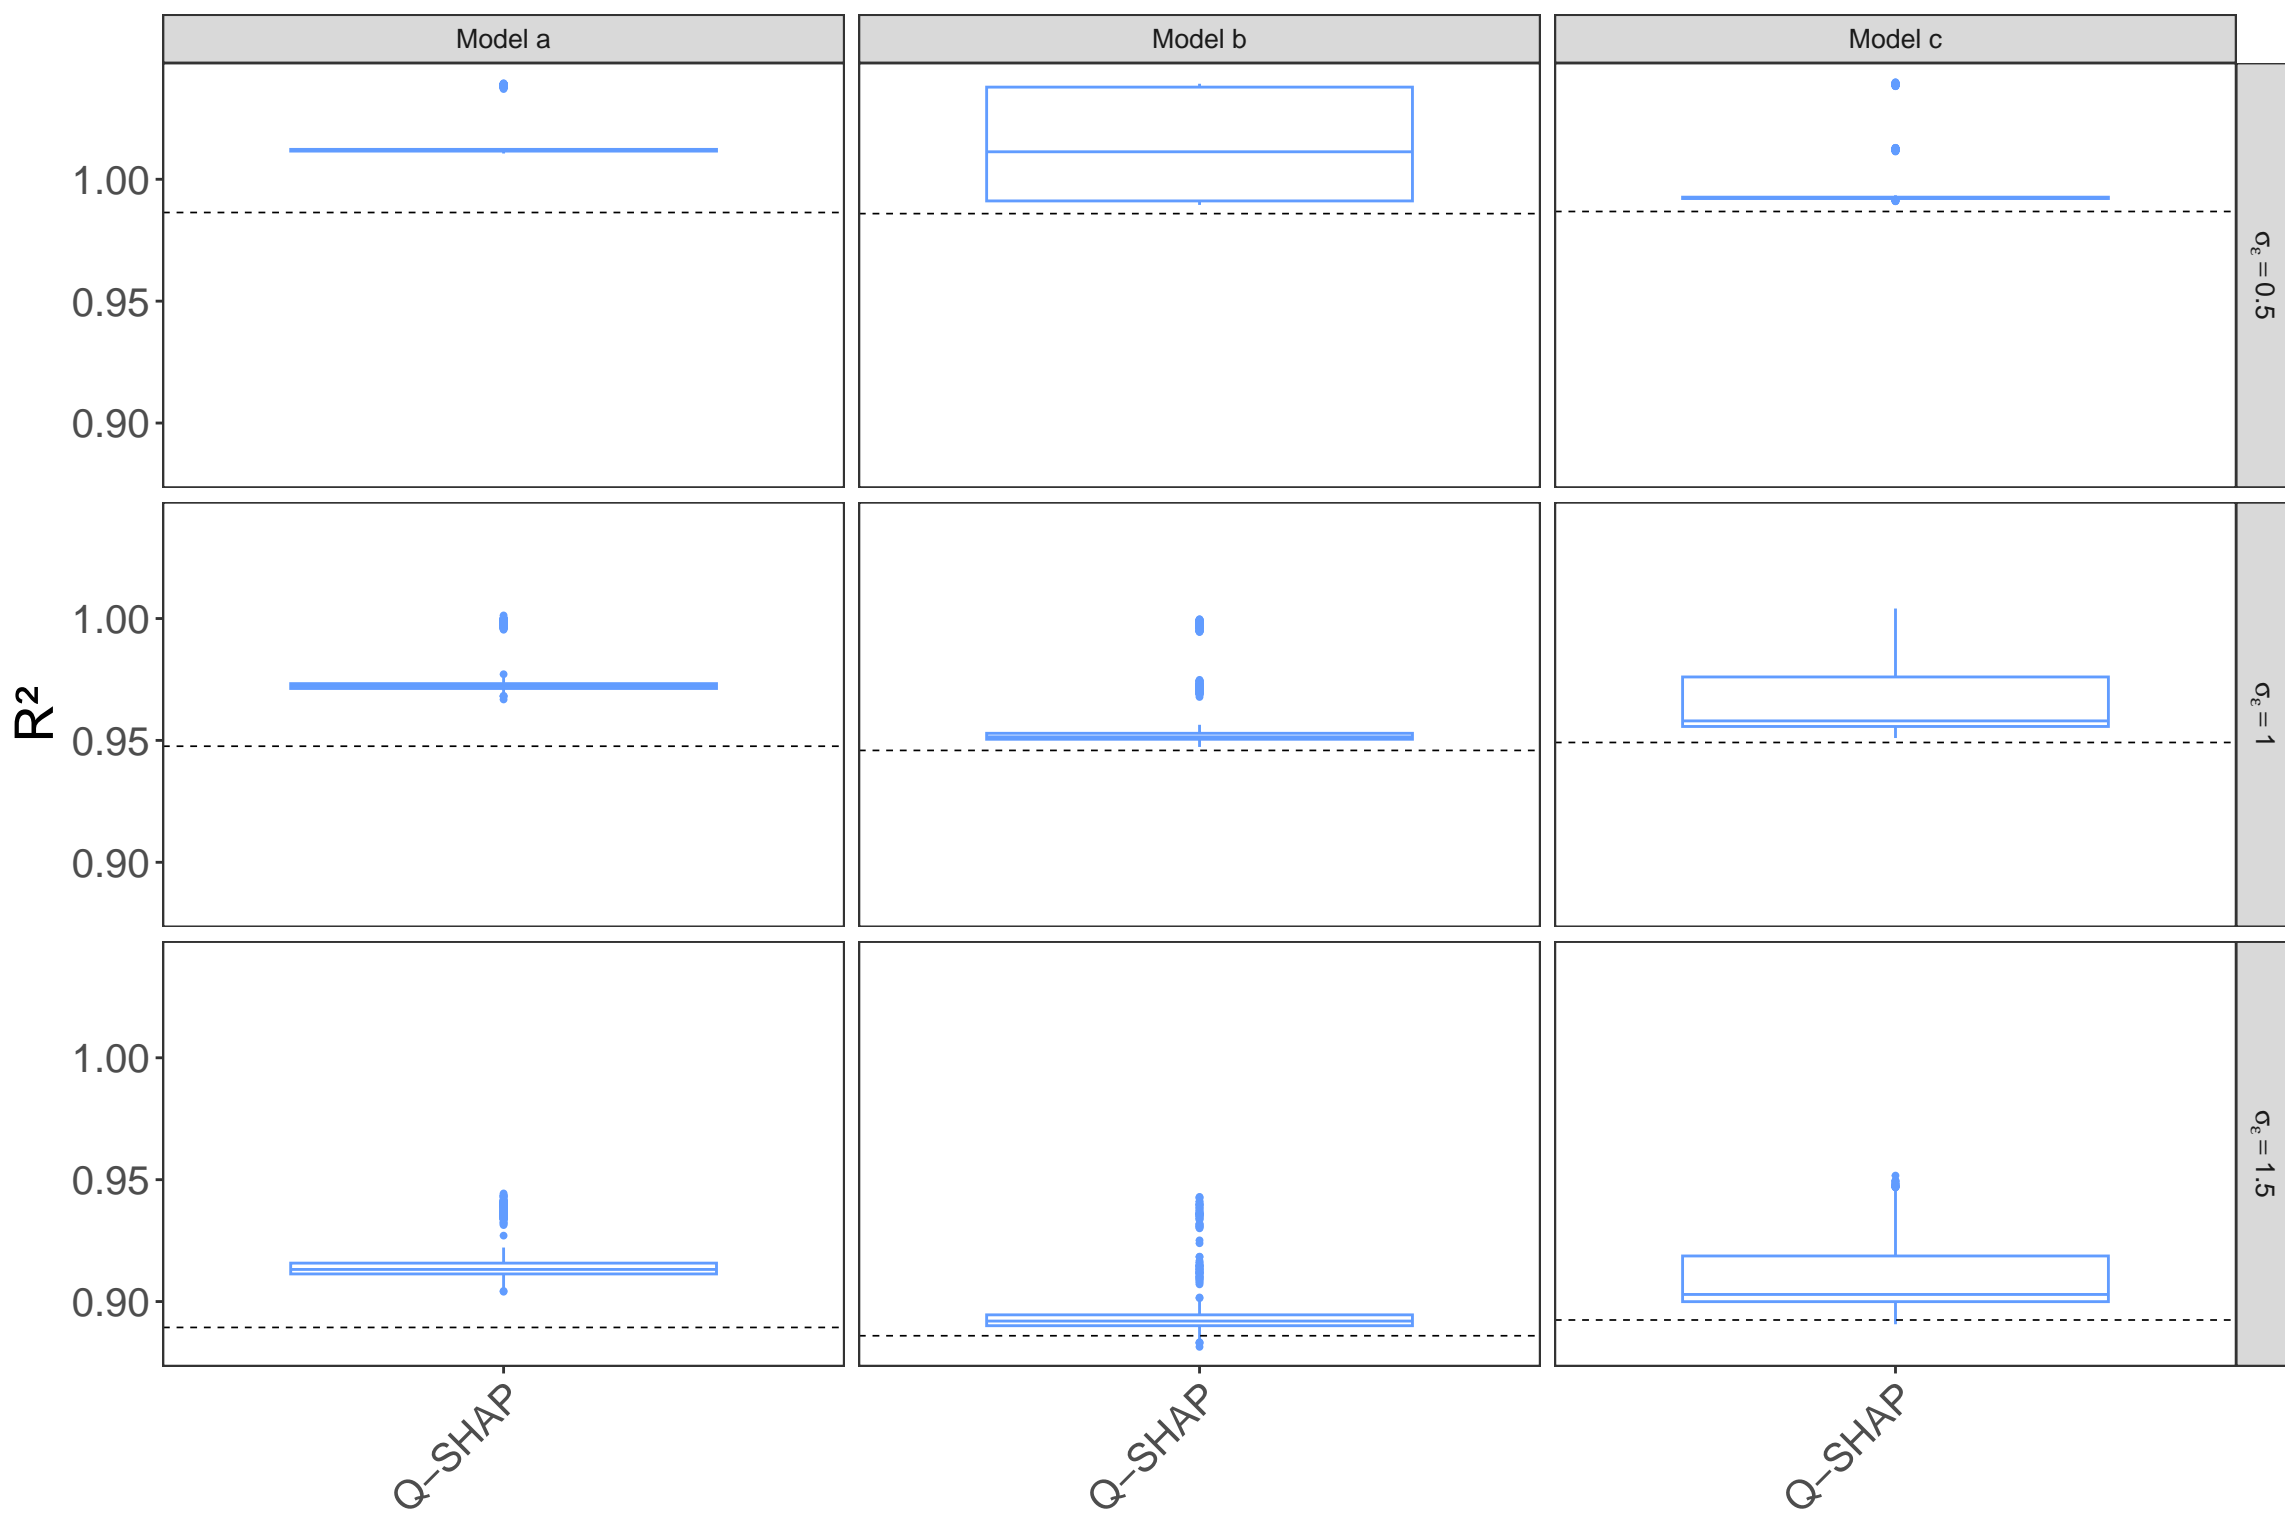 Model a
Model b
Model c
1.00
0.95
0.90
σε = 0.5
1.00
0.95
0.90
σε = 1
R²
1.00
0.95
0.90
σε = 1.5
Q−SHAP
Q−SHAP
Q−SHAP